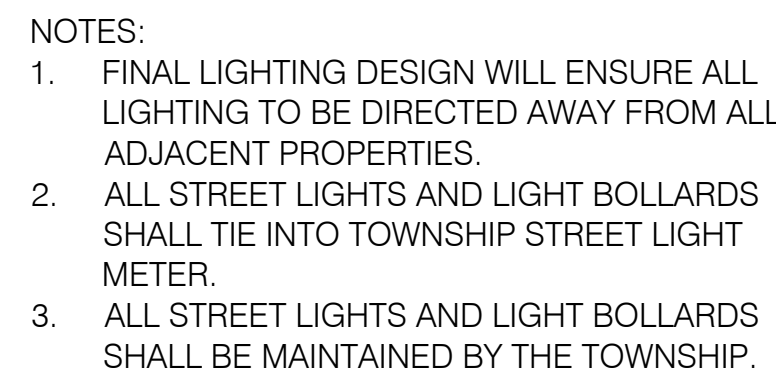 NOTES:
1. FINAL LIGHTING DESIGN WILL ENSURE ALL
LIGHTING TO BE DIRECTED AWAY FROM ALL
ADJACENT PROPERTIES.
2. ALL STREET LIGHTS AND LIGHT BOLLARDS
SHALL TIE INTO TOWNSHIP STREET LIGHT
METER.
3. ALL STREET LIGHTS AND LIGHT BOLLARDS
SHALL BE MAINTAINED BY THE TOWNSHIP.